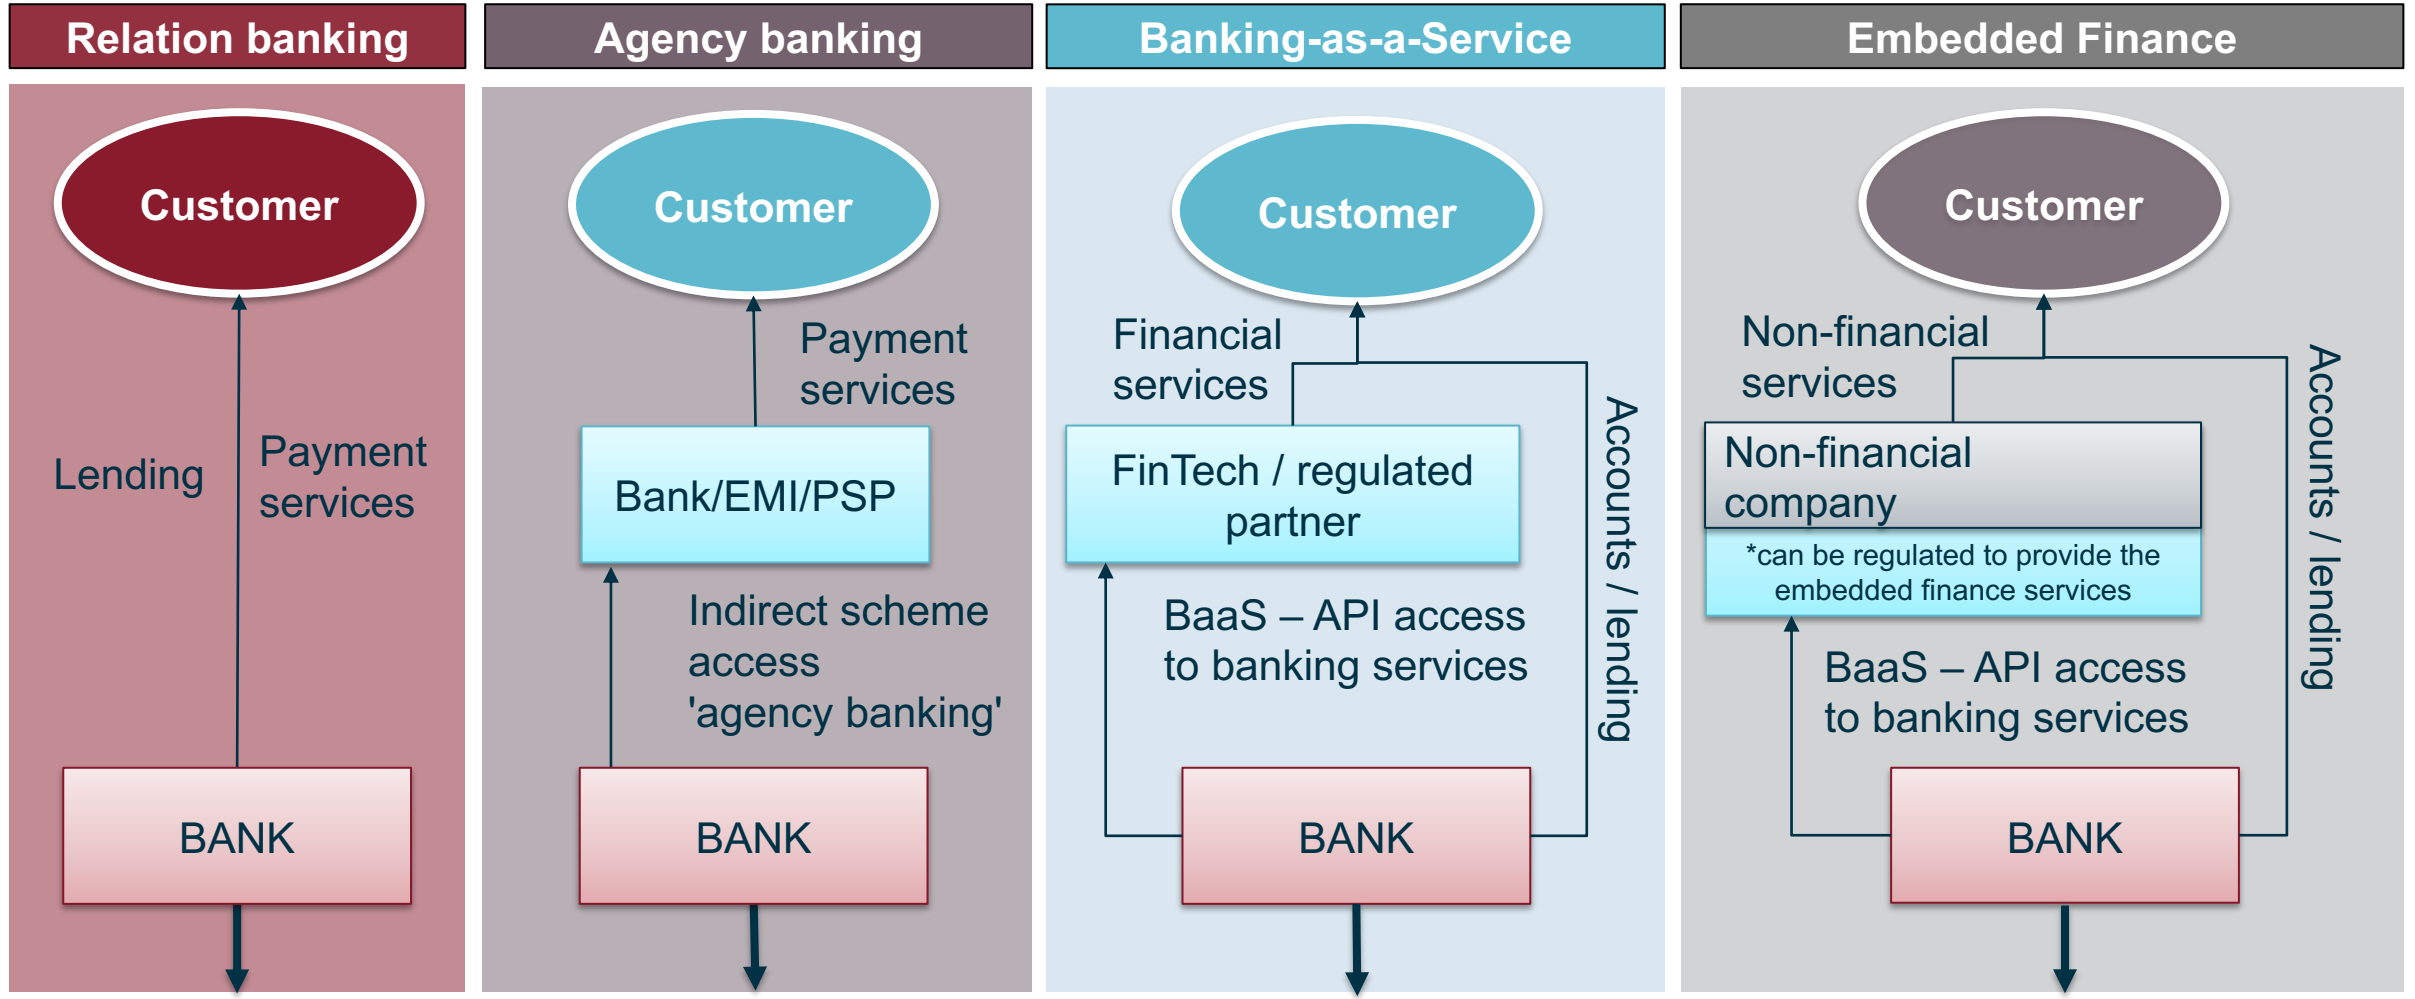 Relation banking
Customer
Lending
Payment
services
BANK
Agency banking
Customer
Payment
services
Bank/EMI/PSP
Indirect scheme
access
'agency banking'
BANK
Banking-as-a-Service
Customer
Financial
services
FinTech / regulated
partner
BaaS – API access
to banking services
Accounts / lending
BANK
Embedded Finance
Customer
Non-financial
services
Non-financial
company
*can be regulated to provide the
embedded finance services
BaaS – API access
to banking services
Accounts / lending
BANK